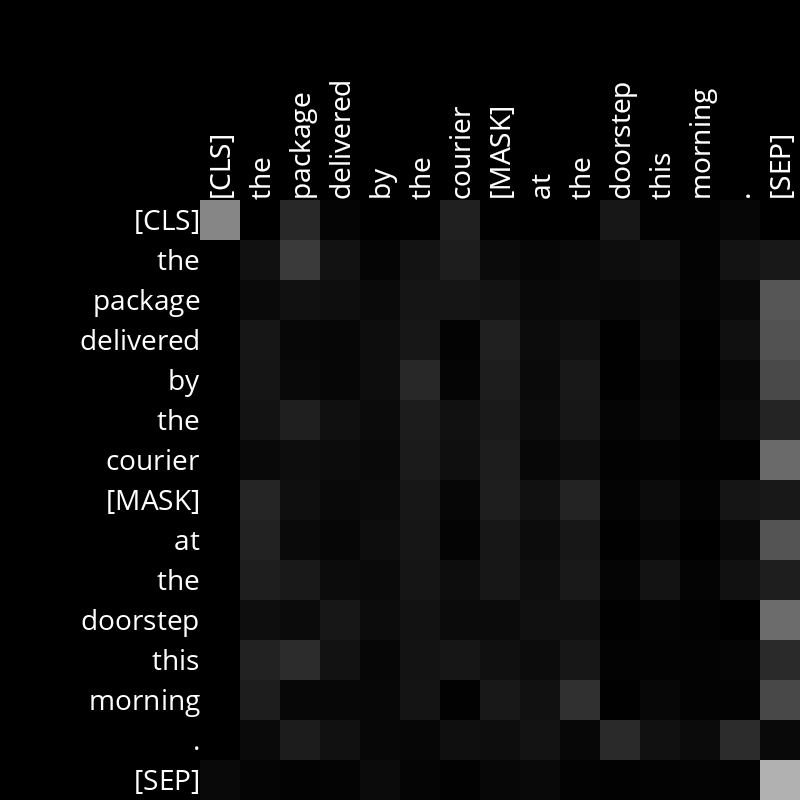 [CLS] the package delivered by the courier [MASK] at the doorstep this morning . [SEP]
[CLS]
the
package
delivered
by
the
courier
[MASK]
at
the
doorstep
this
morning
.
[SEP]